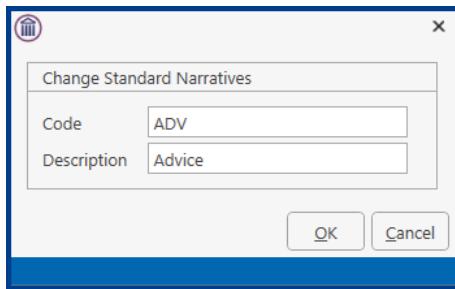 Change Standard Narratives
Code ADV
Description Advice
OK Cancel